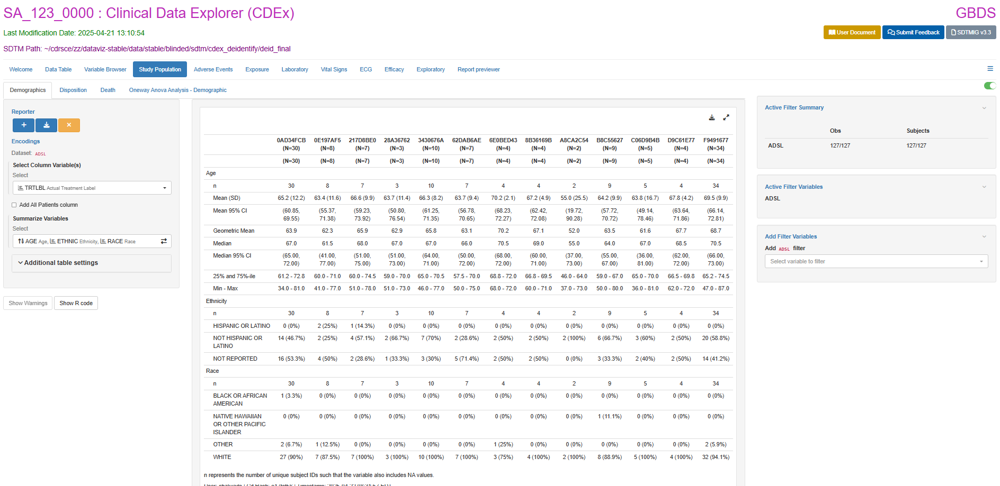 SA_123_0000 : Clinical Data Explorer (CDEx)
GBDS
Last Modification Date: 2025-04-21 13:10:54
User Document
Submit Feedback
SDTMIG v3.3
SDTM Path: ~/cdrsce/zz/dataviz-stable/data/stable/blinded/sdtm/cdex_deidentify/deid_final
Welcome Data Table Variable Browser Study Population Adverse Events Exposure Laboratory Vital Signs ECG Efficacy Exploratory Report previewer
Demographics Disposition Death Oneway Anova Analysis - Demographic
Reporter
Encodings
Dataset: ADSL
Select Column Variable(s)
Select
TRTLBL Actual Treatment Label
Add All Patients column
Summarize Variables
Select
AGE Age, ETHNIC Ethnicity, RACE Race
Additional table settings
Show Warnings
Show R code
0AD34FCB 0E197AF5 217D8BE0 28A36762 3430676A 62DAB6AE 6E0BED43 8B36169B A8CA2C54 B8C55627 C06D9B4B D9C61E77 F9491677
(N=30) (N=8) (N=7) (N=3) (N=10) (N=7) (N=4) (N=4) (N=2) (N=9) (N=5) (N=4) (N=34)
(N=30) (N=8) (N=7) (N=3) (N=10) (N=7) (N=4) (N=4) (N=2) (N=9) (N=5) (N=4) (N=34)
Age
n 30 8 7 3 10 7 4 4 2 9 5 4 34
Mean (SD) 65.2 (12.2) 63.4 (11.6) 66.6 (9.9) 63.7 (11.4) 66.3 (8.2) 63.7 (9.4) 70.2 (2.1) 67.2 (4.9) 55.0 (25.5) 64.2 (9.9) 63.8 (16.7) 67.8 (4.2) 69.5 (9.9)
Mean 95% CI (60.85, (55.37, (59.23, (50.80, (61.25, (56.78, (68.23, (62.42, (19.72, (57.72, (49.14, (63.64, (66.14,
69.55) 71.38) 73.92) 76.54) 71.35) 70.65) 72.27) 72.08) 90.28) 70.72) 78.46) 71.86) 72.81)
Geometric Mean 63.9 62.3 65.9 62.9 65.8 63.1 70.2 67.1 52.0 63.5 61.6 67.7 68.7
Median 67.0 61.5 68.0 67.0 67.0 66.0 70.5 69.0 55.0 64.0 67.0 68.5 70.5
Median 95% CI (65.00, (41.00, (51.00, (51.00, (64.00, (50.00, (68.00, (60.00, (37.00, (55.00, (36.00, (62.00, (66.00,
72.00) 77.00) 75.00) 73.00) 71.00) 72.00) 72.00) 71.00) 73.00) 67.00) 81.00) 72.00) 73.00)
25% and 75%-ile 61.2 - 72.8 60.0 - 71.0 60.0 - 74.5 59.0 - 70.0 65.0 - 70.5 57.5 - 70.0 68.8 - 72.0 66.8 - 69.5 46.0 - 64.0 59.0 - 67.0 65.0 - 70.0 66.5 - 69.8 65.2 - 74.5
Min - Max 34.0 - 81.0 41.0 - 77.0 51.0 - 78.0 51.0 - 73.0 46.0 - 77.0 50.0 - 75.0 68.0 - 72.0 60.0 - 71.0 37.0 - 73.0 50.0 - 80.0 36.0 - 81.0 62.0 - 72.0 47.0 - 87.0
Ethnicity
n 30 8 7 3 10 7 4 4 2 9 5 4 34
HISPANIC OR LATINO 0 (0%) 2 (25%) 1 (14.3%) 0 (0%) 0 (0%) 0 (0%) 0 (0%) 0 (0%) 0 (0%) 0 (0%) 0 (0%) 0 (0%) 0 (0%)
NOT HISPANIC OR 14 (46.7%) 2 (25%) 4 (57.1%) 2 (66.7%) 7 (70%) 2 (28.6%) 2 (50%) 2 (50%) 2 (100%) 6 (66.7%) 3 (60%) 2 (50%) 20 (58.8%)
LATINO
NOT REPORTED 16 (53.3%) 4 (50%) 2 (28.6%) 1 (33.3%) 3 (30%) 5 (71.4%) 2 (50%) 2 (50%) 0 (0%) 3 (33.3%) 2 (40%) 2 (50%) 14 (41.2%)
Race
n 30 8 7 3 10 7 4 4 2 9 5 4 34
BLACK OR AFRICAN 1 (3.3%) 0 (0%) 0 (0%) 0 (0%) 0 (0%) 0 (0%) 0 (0%) 0 (0%) 0 (0%) 0 (0%) 0 (0%) 0 (0%) 0 (0%)
AMERICAN
NATIVE HAWAIIAN 0 (0%) 0 (0%) 0 (0%) 0 (0%) 0 (0%) 0 (0%) 0 (0%) 0 (0%) 0 (0%) 1 (11.1%) 0 (0%) 0 (0%) 0 (0%)
OR OTHER PACIFIC
ISLANDER
OTHER 2 (6.7%) 1 (12.5%) 0 (0%) 0 (0%) 0 (0%) 0 (0%) 1 (25%) 0 (0%) 0 (0%) 0 (0%) 0 (0%) 0 (0%) 2 (5.9%)
WHITE 27 (90%) 7 (87.5%) 7 (100%) 3 (100%) 10 (100%) 7 (100%) 3 (75%) 4 (100%) 2 (100%) 8 (88.9%) 5 (100%) 4 (100%) 32 (94.1%)
n represents the number of unique subject IDs such that the variable also includes NA values.
Active Filter Summary
Obs Subjects
ADSL 127/127 127/127
Active Filter Variables
ADSL
Add Filter Variables
Add ADSL filter
Select variable to filter